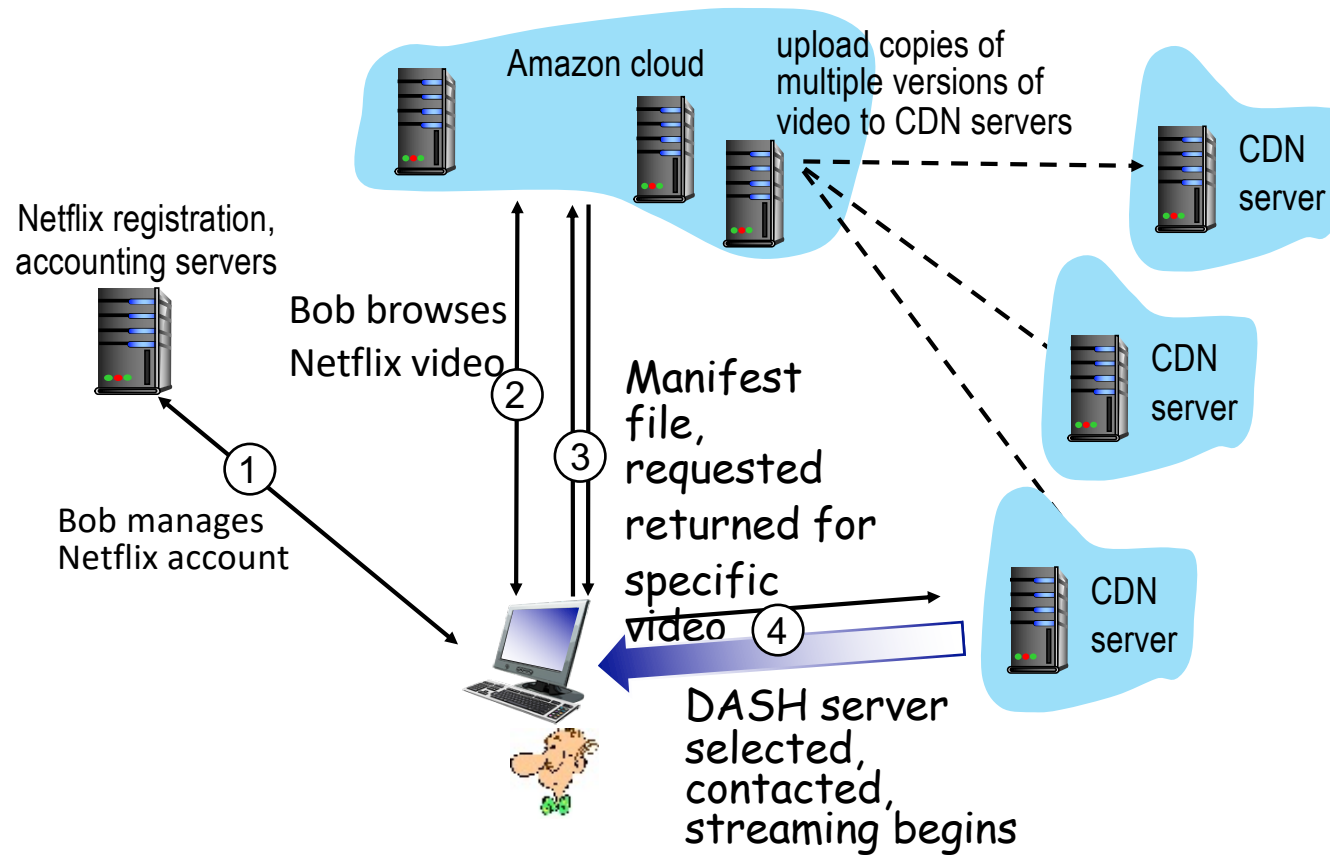 Amazon cloud
upload copies of
multiple versions of
video to CDN servers
CDN
server
Netflix registration,
accounting servers
Bob browses
Netflix video
2
Manifest
file,
requested
returned for
specific
video
3
CDN
server
1
Bob manages
Netflix account
4
CDN
server
DASH server
selected,
contacted,
streaming begins